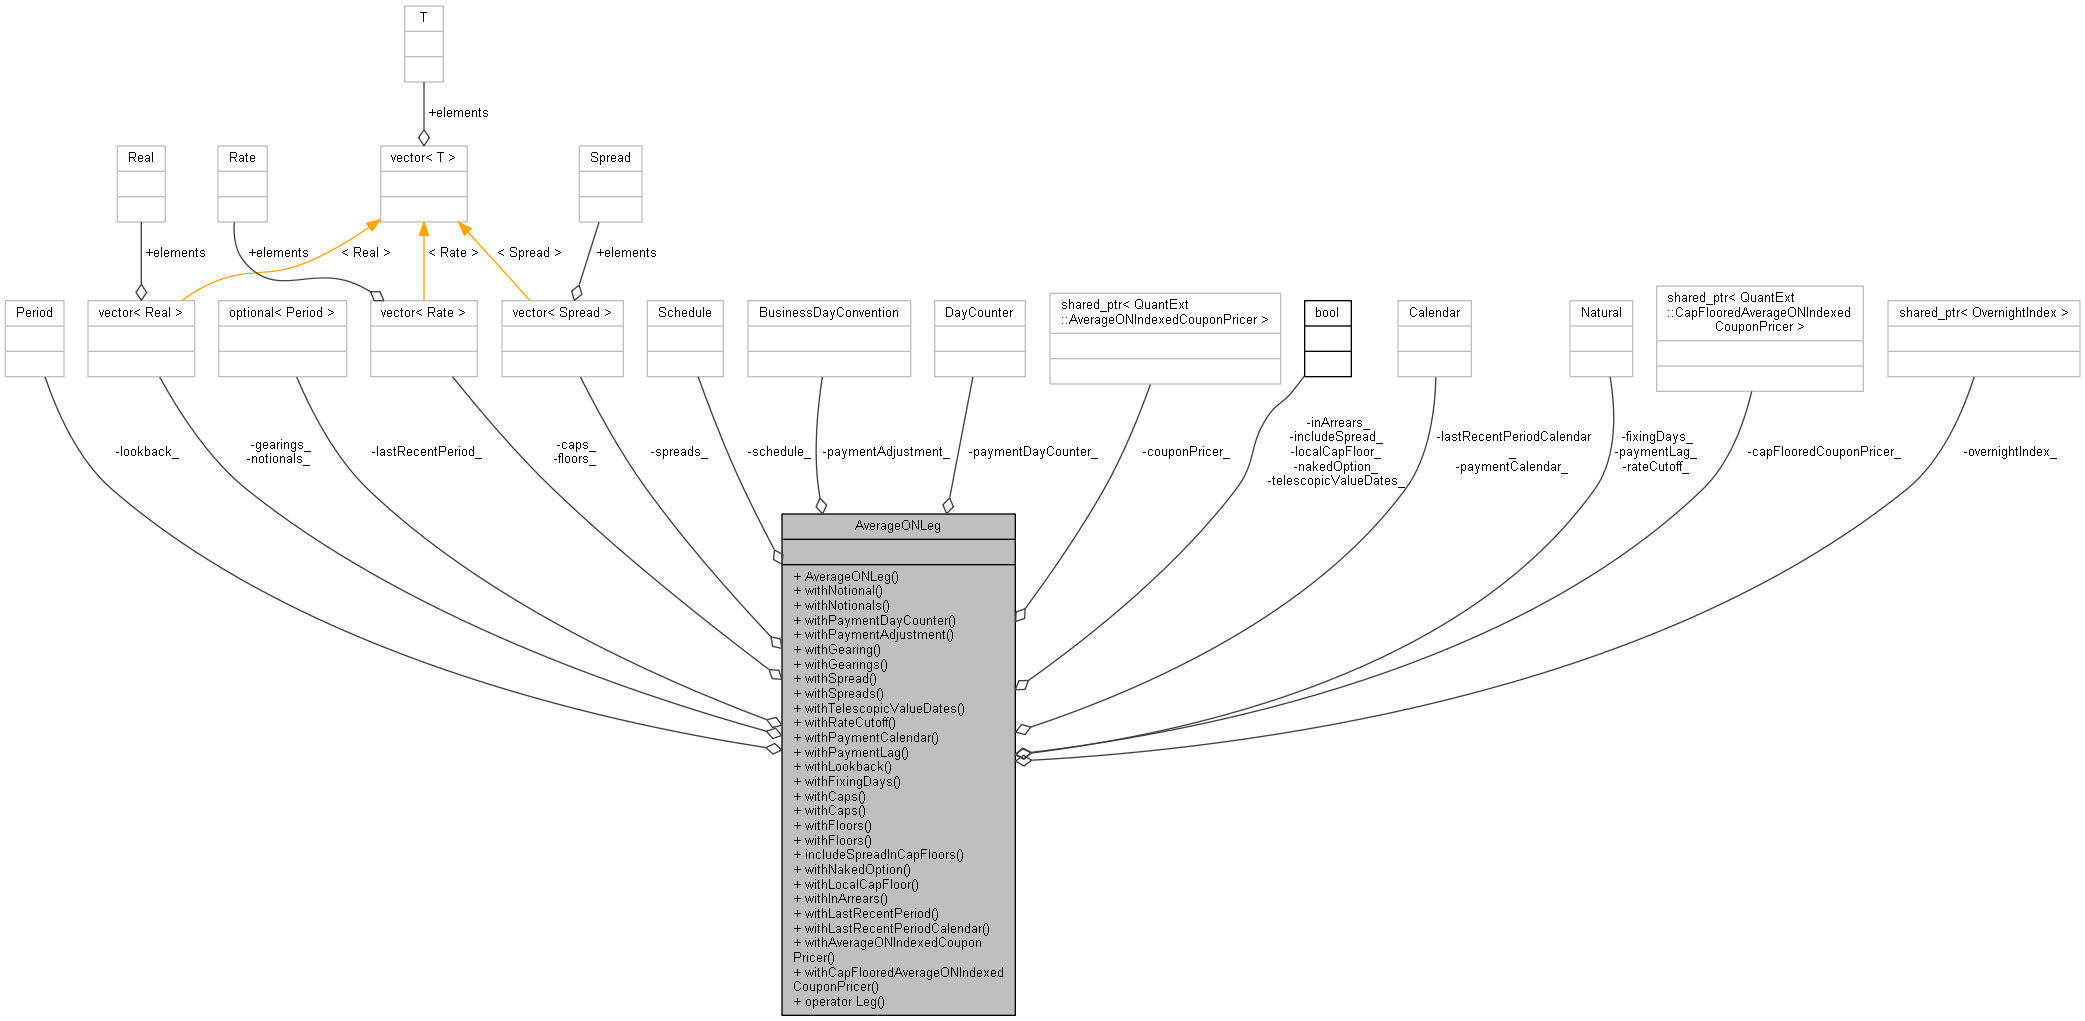 T
+elements
Real
Rate
vector< T >
Spread
+elements
+elements
< Real >
< Rate >
< Spread >
+elements
Period
vector< Real >
optional< Period >
vector< Rate >
vector< Spread >
Schedule
BusinessDayConvention
DayCounter
shared_ptr< QuantExt
::AverageONIndexedCouponPricer >
bool
Calendar
Natural
shared_ptr< QuantExt
::CapFlooredAverageONIndexed
CouponPricer >
shared_ptr< OvernightIndex >
-lookback_
-gearings_
-notionals_
-lastRecentPeriod_
-caps_
-floors_
-spreads_
-schedule_
-paymentAdjustment_
-paymentDayCounter_
-couponPricer_
-inArrears_
-includeSpread_
-localCapFloor_
-nakedOption_
-telescopicValueDates_
-lastRecentPeriodCalendar
_
-paymentCalendar_
-fixingDays_
-paymentLag_
-rateCutoff_
-capFlooredCouponPricer_
-overnightIndex_
AverageONLeg
+ AverageONLeg()
+ withNotional()
+ withNotionals()
+ withPaymentDayCounter()
+ withPaymentAdjustment()
+ withGearing()
+ withGearings()
+ withSpread()
+ withSpreads()
+ withTelescopicValueDates()
+ withRateCutoff()
+ withPaymentCalendar()
+ withPaymentLag()
+ withLookback()
+ withFixingDays()
+ withCaps()
+ withCaps()
+ withFloors()
+ withFloors()
+ includeSpreadInCapFloors()
+ withNakedOption()
+ withLocalCapFloor()
+ withInArrears()
+ withLastRecentPeriod()
+ withLastRecentPeriodCalendar()
+ withAverageONIndexedCoupon
Pricer()
+ withCapFlooredAverageONIndexed
CouponPricer()
+ operator Leg()